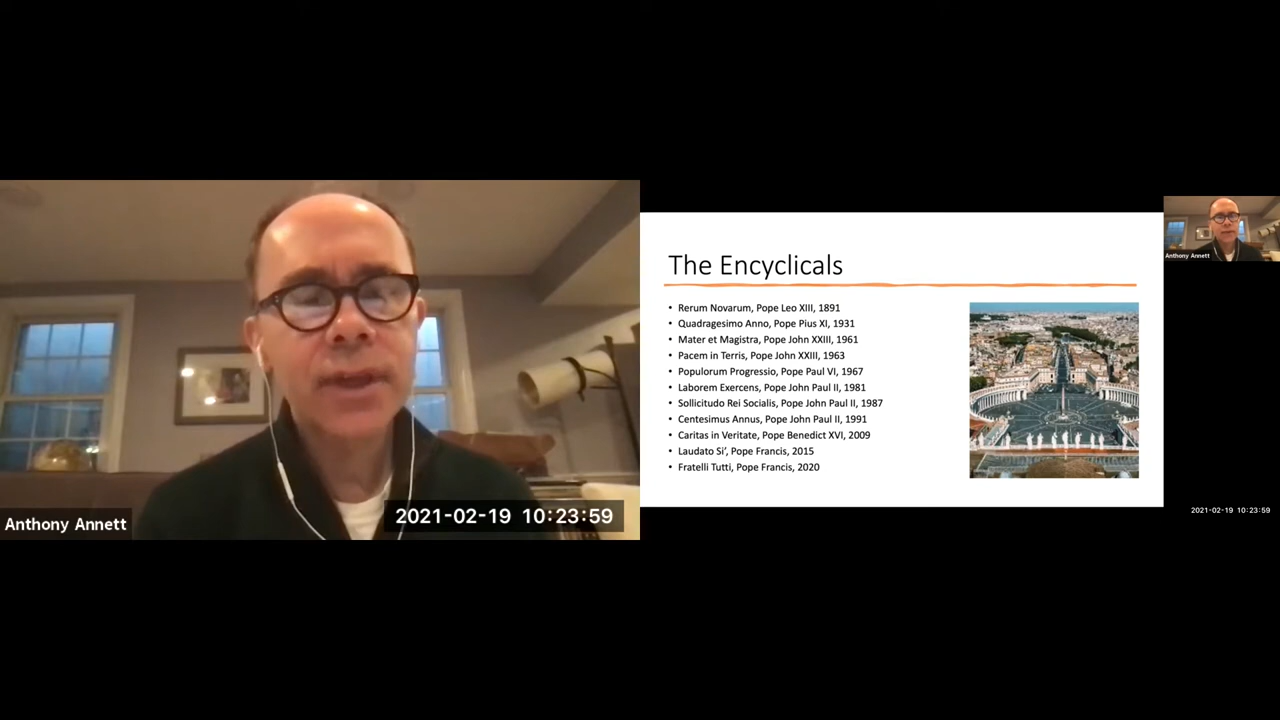 Anthony Annett
2021-02-19 10:23:59
The Encyclicals
• Rerum Novarum, Pope Leo XIII, 1891
• Quadragesimo Anno, Pope Pius XI, 1931
• Mater et Magistra, Pope John XXIII, 1961
• Pacem in Terris, Pope John XXIII, 1963
• Populorum Progressio, Pope Paul VI, 1967
• Laborem Exercens, Pope John Paul II, 1981
• Sollicitudo Rei Socialis, Pope John Paul II, 1987
• Centesimus Annus, Pope John Paul II, 1991
• Caritas in Veritate, Pope Benedict XVI, 2009
• Laudato Si’, Pope Francis, 2015
• Fratelli Tutti, Pope Francis, 2020
Anthony Annett
2021-02-19 10:23:59